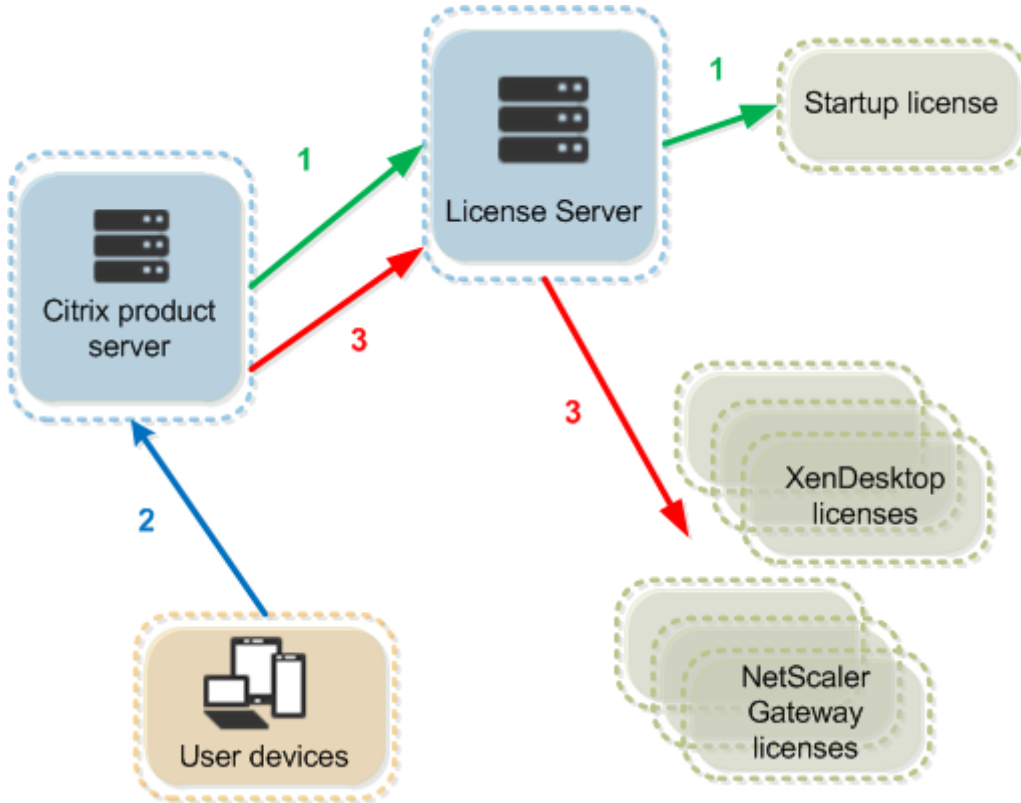 1
Startup license
License Server
1
Citrix product
server
3
3
XenDesktop
licenses
2
NetScaler
Gateway
licenses
User devices